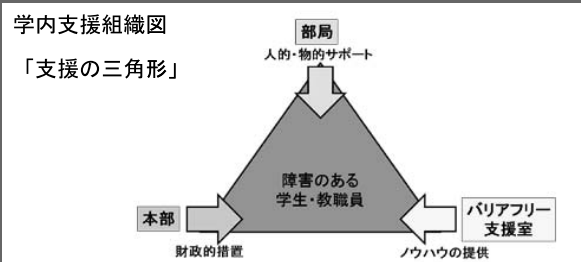 学内支援組織図
「支援の三角形」
部局
人的・物的サポート
障害のある
学生・教職員
本部
財政的措置
バリアフリー
支援室
ノウハウの提供